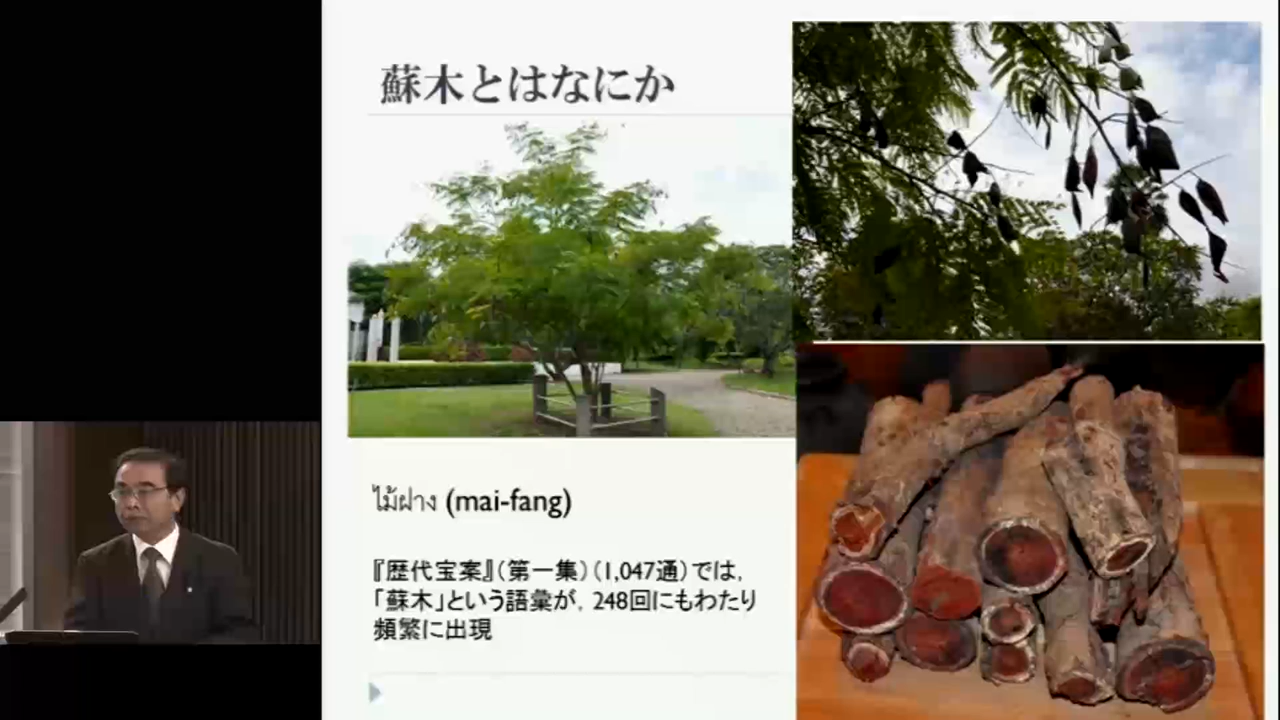 蘇木とはなにか
ไม้ฝาง (mai-fang)
『歴代宝案』（第一集）（1,047通）では，
「蘇木」という語彙が，248回にもわたり
頻繁に出現